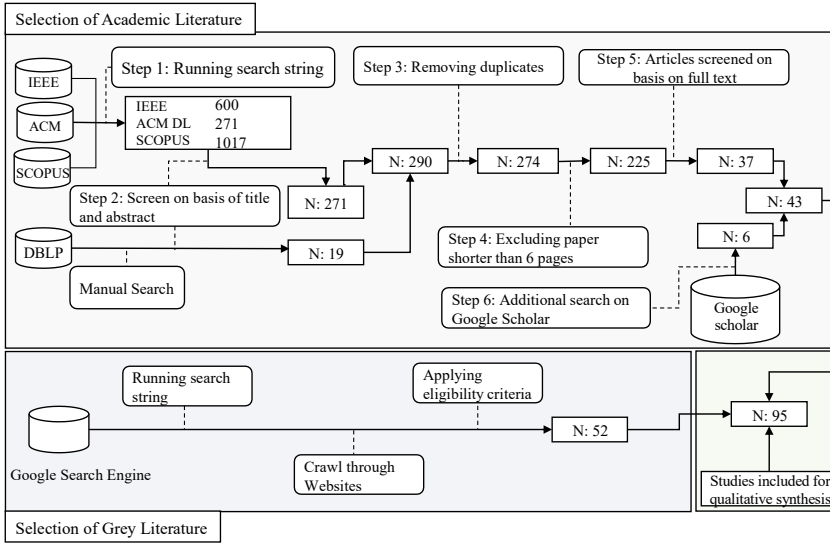 Selection of Academic Literature
IEEE
ACM
SCOPUS
Step 1: Running search string
IEEE 600
ACM DL 271
SCOPUS 1017
Step 2: Screen on basis of title
and abstract
N: 271
DBLP
Manual Search
N: 19
N: 290
Step 3: Removing duplicates
N: 274
Step 4: Excluding paper
shorter than 6 pages
N: 225
Step 5: Articles screened on
basis on full text
N: 37
N: 43
N: 6
Step 6: Additional search on
Google Scholar
Google
scholar
Running search
string
Applying
eligibility criteria
Google Search Engine
Crawl through
Websites
N: 52
N: 95
Studies included for
qualitative synthesis
Selection of Grey Literature